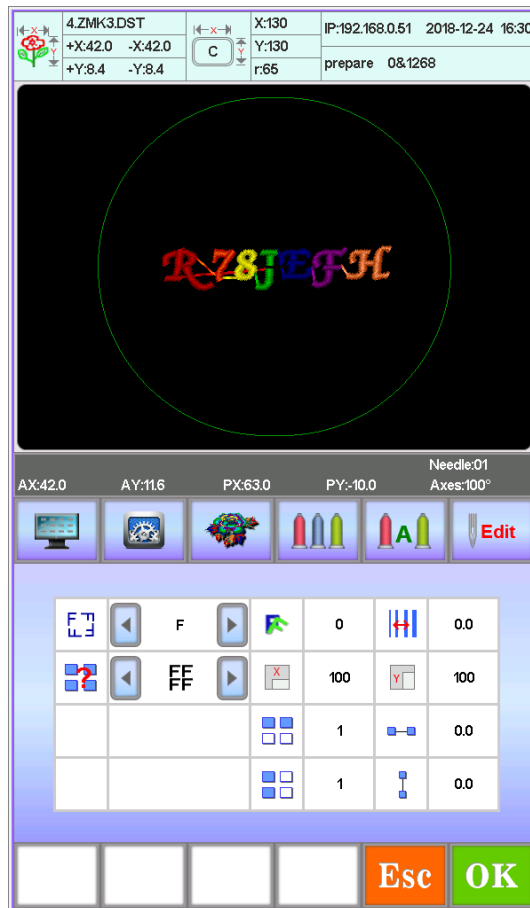 4.ZMK3.DST
+X:42.0 -X:42.0
+Y:8.4 -Y:8.4
X
Y
X
C
Y
X:130
Y:130
r:65
IP:192.168.0.51 2018-12-24 16:30
prepare 0&1268
R78JEFH
Needle:01
AX:42.0 AY:11.6 PX:63.0 PY:-10.0 Axes:100°
A
Edit
F F F F
F
F
0
0.0
?
FF
FF
X
100
Y
100
1
0.0
1
0.0
Esc
OK